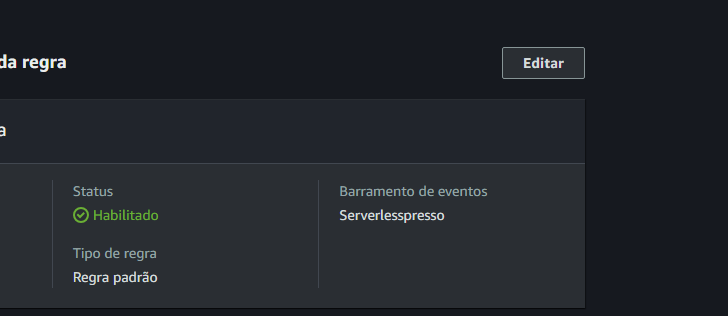 da regra
Editar
a
Status
Habilitado
Tipo de regra
Regra padrão
Barramento de eventos
Serverlesspresso